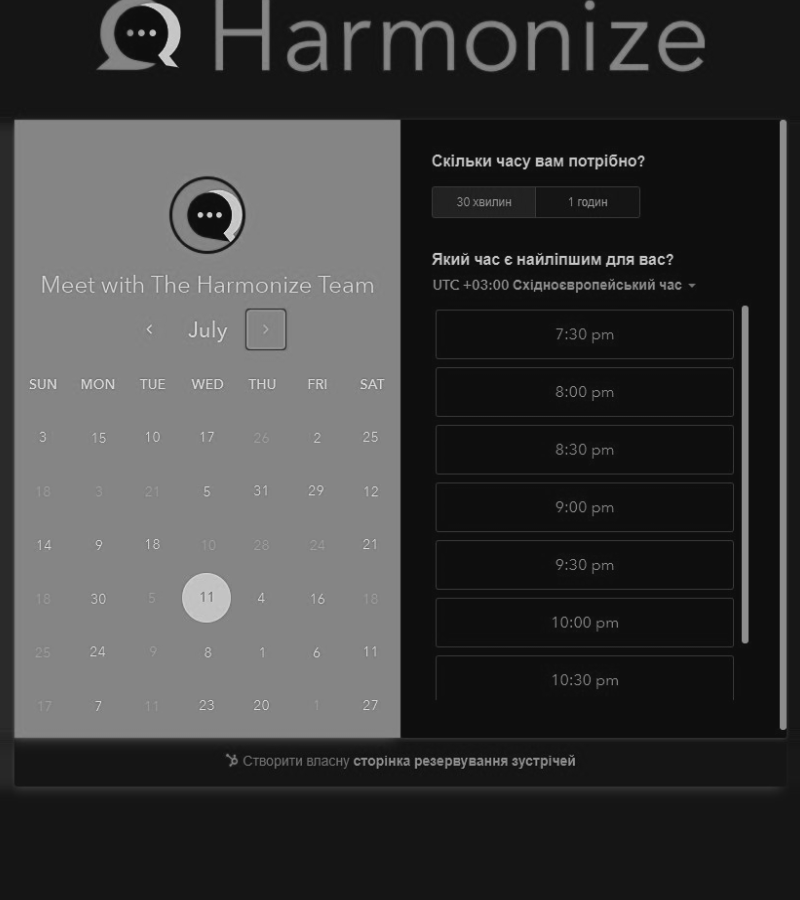 Harmonize
Meet with The Harmonize Team
July
SUN MON TUE WED THU FRI SAT
3 15 10 17 26 2 25
18 3 21 5 31 29 12
14 9 18 10 28 24 21
18 30 5 11 4 16 18
25 24 9 8 1 6 11
17 7 11 23 20 1 27
Скільки часу вам потрібно?
30 хвилин 1 годин
Який час є найліпшим для вас?
UTC +03:00 Східноєвропейський час
7:30 pm
8:00 pm
8:30 pm
9:00 pm
9:30 pm
10:00 pm
10:30 pm
Створити власну сторінка резервування зустрічей